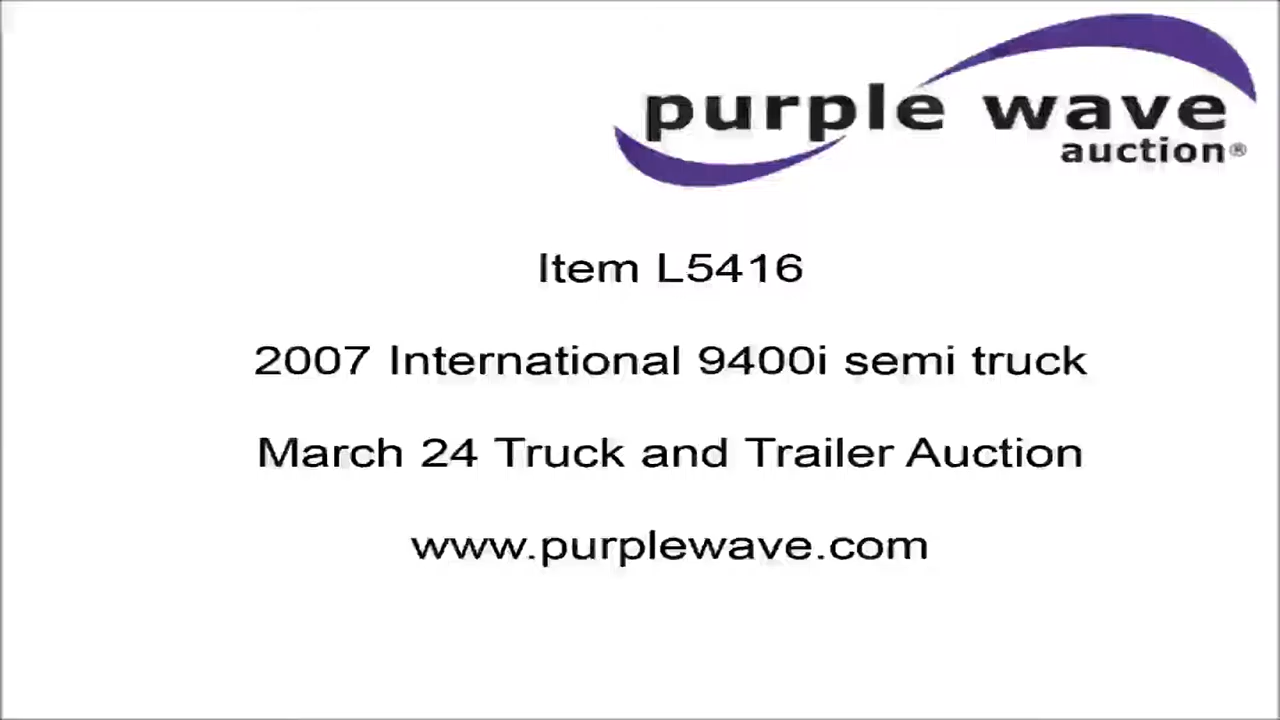 purple wave
auction®
Item L5416
2007 International 9400i semi truck
March 24 Truck and Trailer Auction
www.purplewave.com